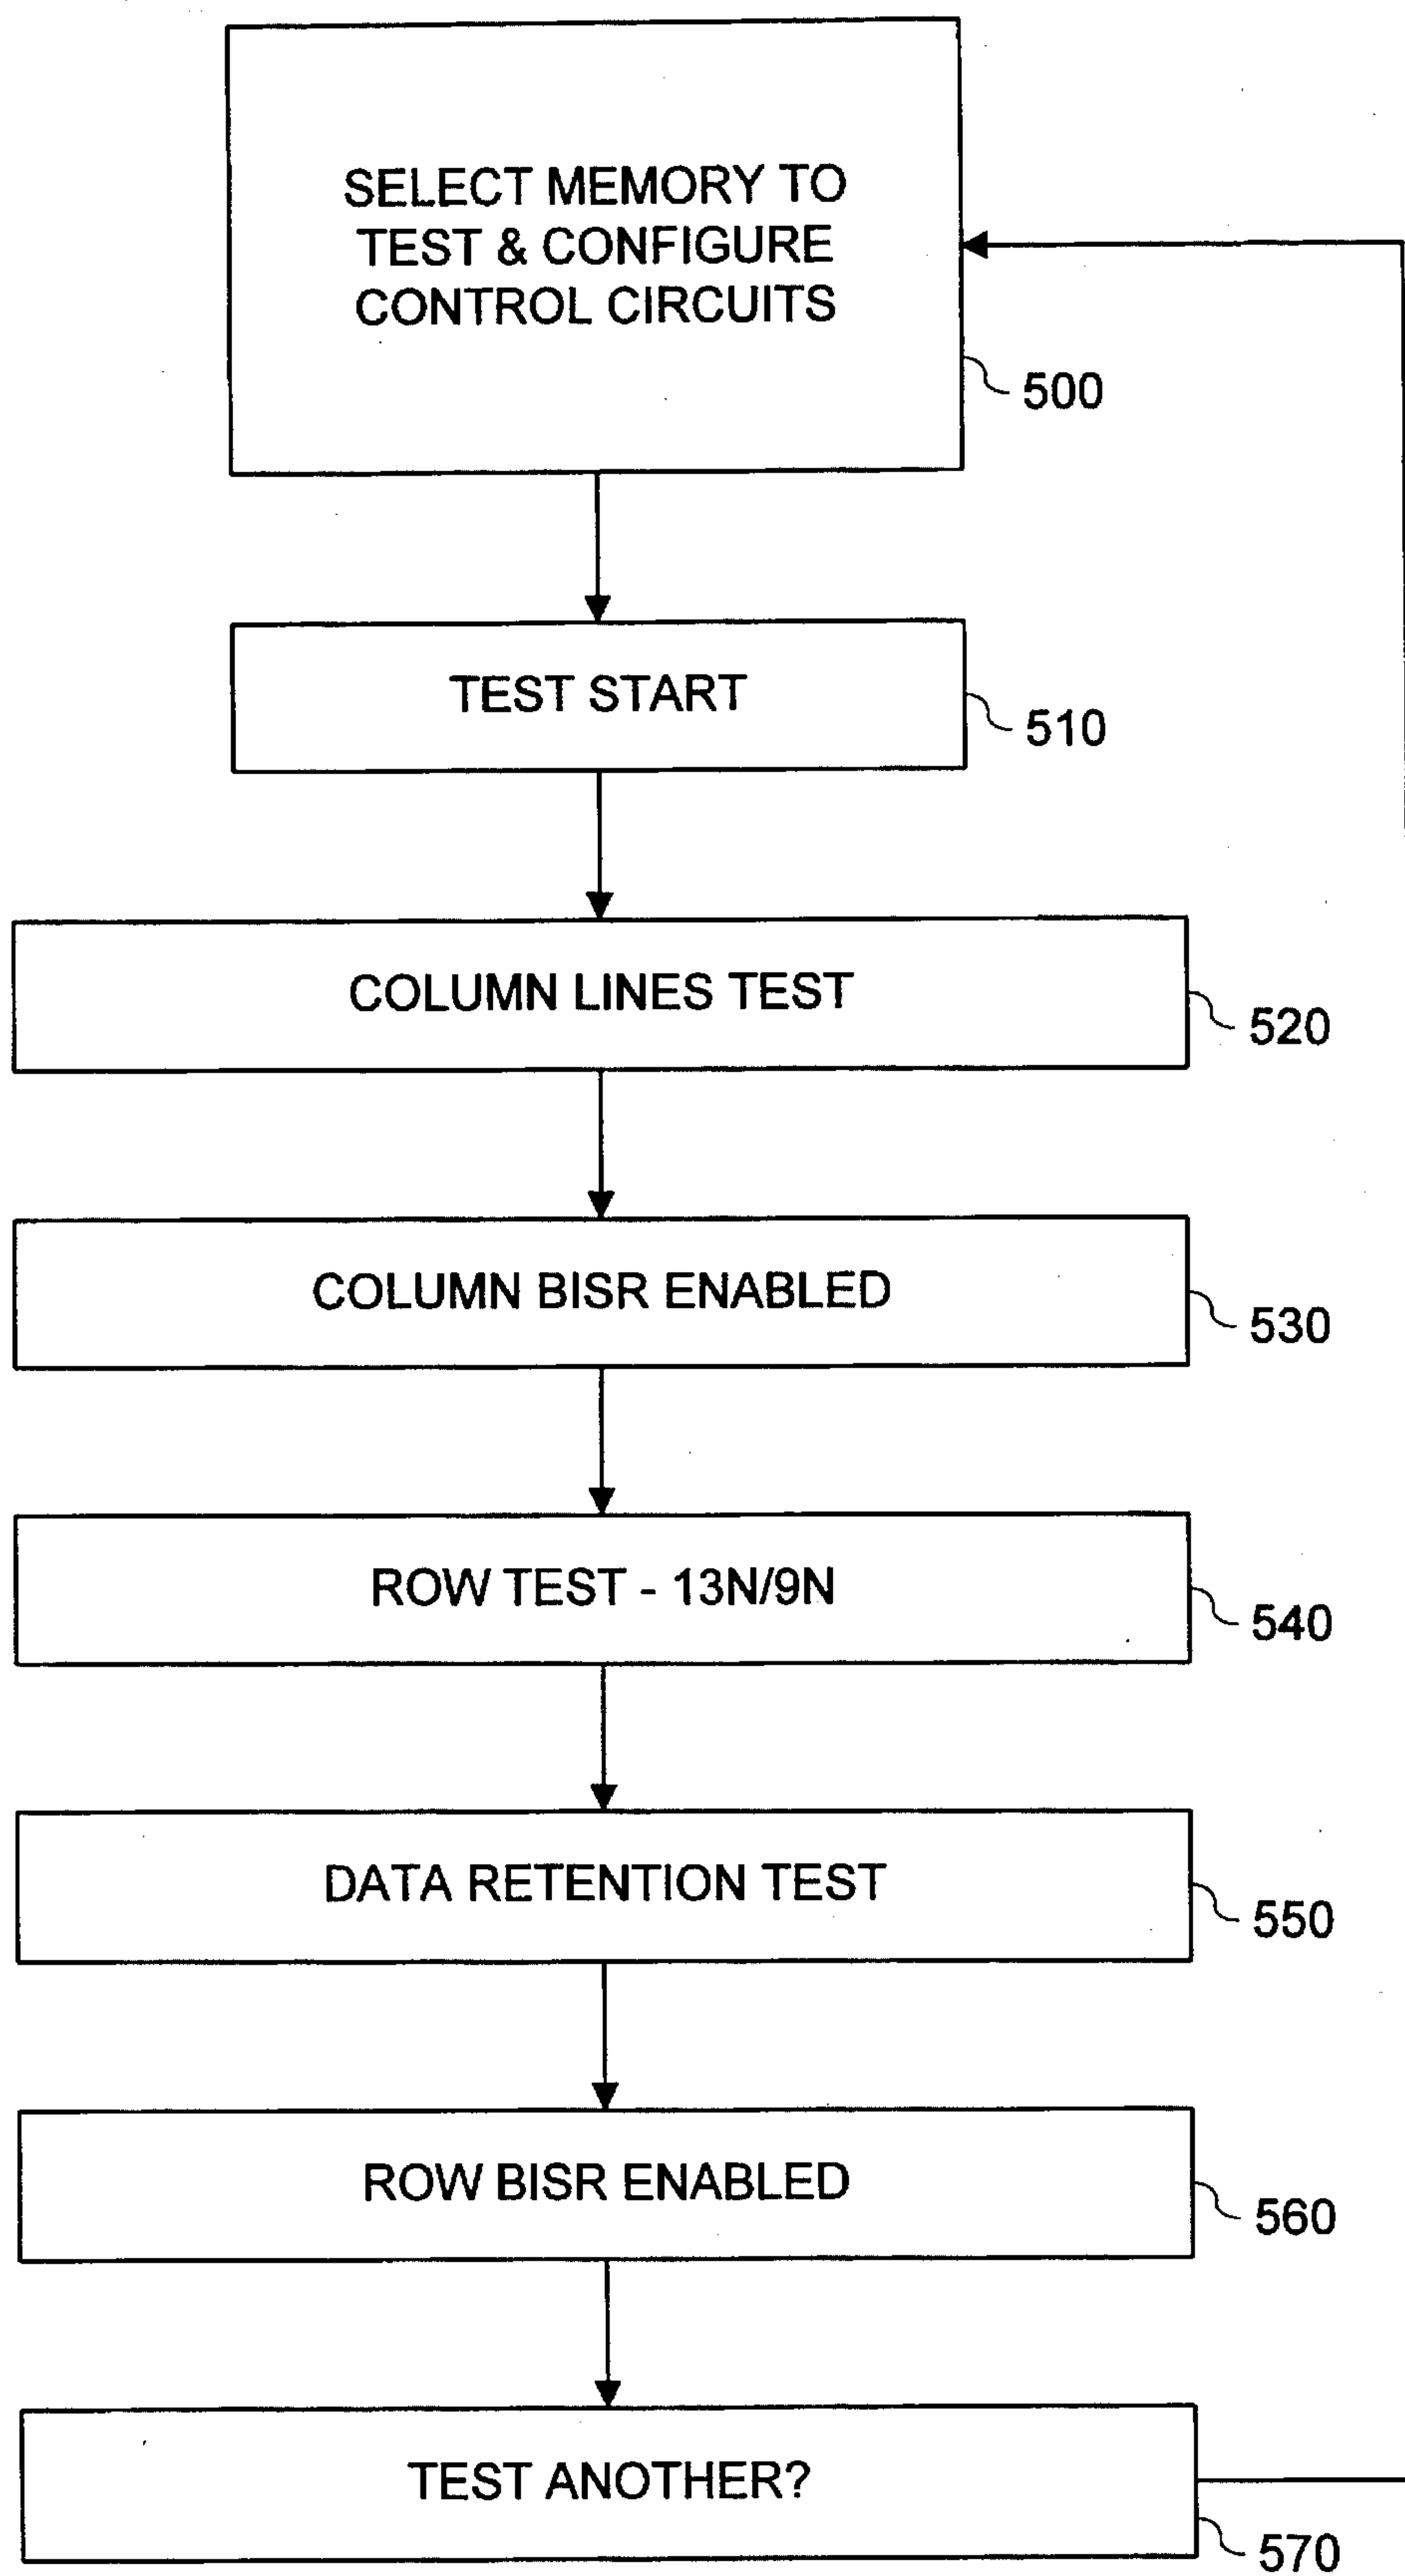 SELECT MEMORY TO
TEST & CONFIGURE
CONTROL CIRCUITS
500
TEST START
510
COLUMN LINES TEST
520
COLUMN BISR ENABLED
530
ROW TEST - 13N/9N
540
DATA RETENTION TEST
550
ROW BISR ENABLED
560
TEST ANOTHER?
570